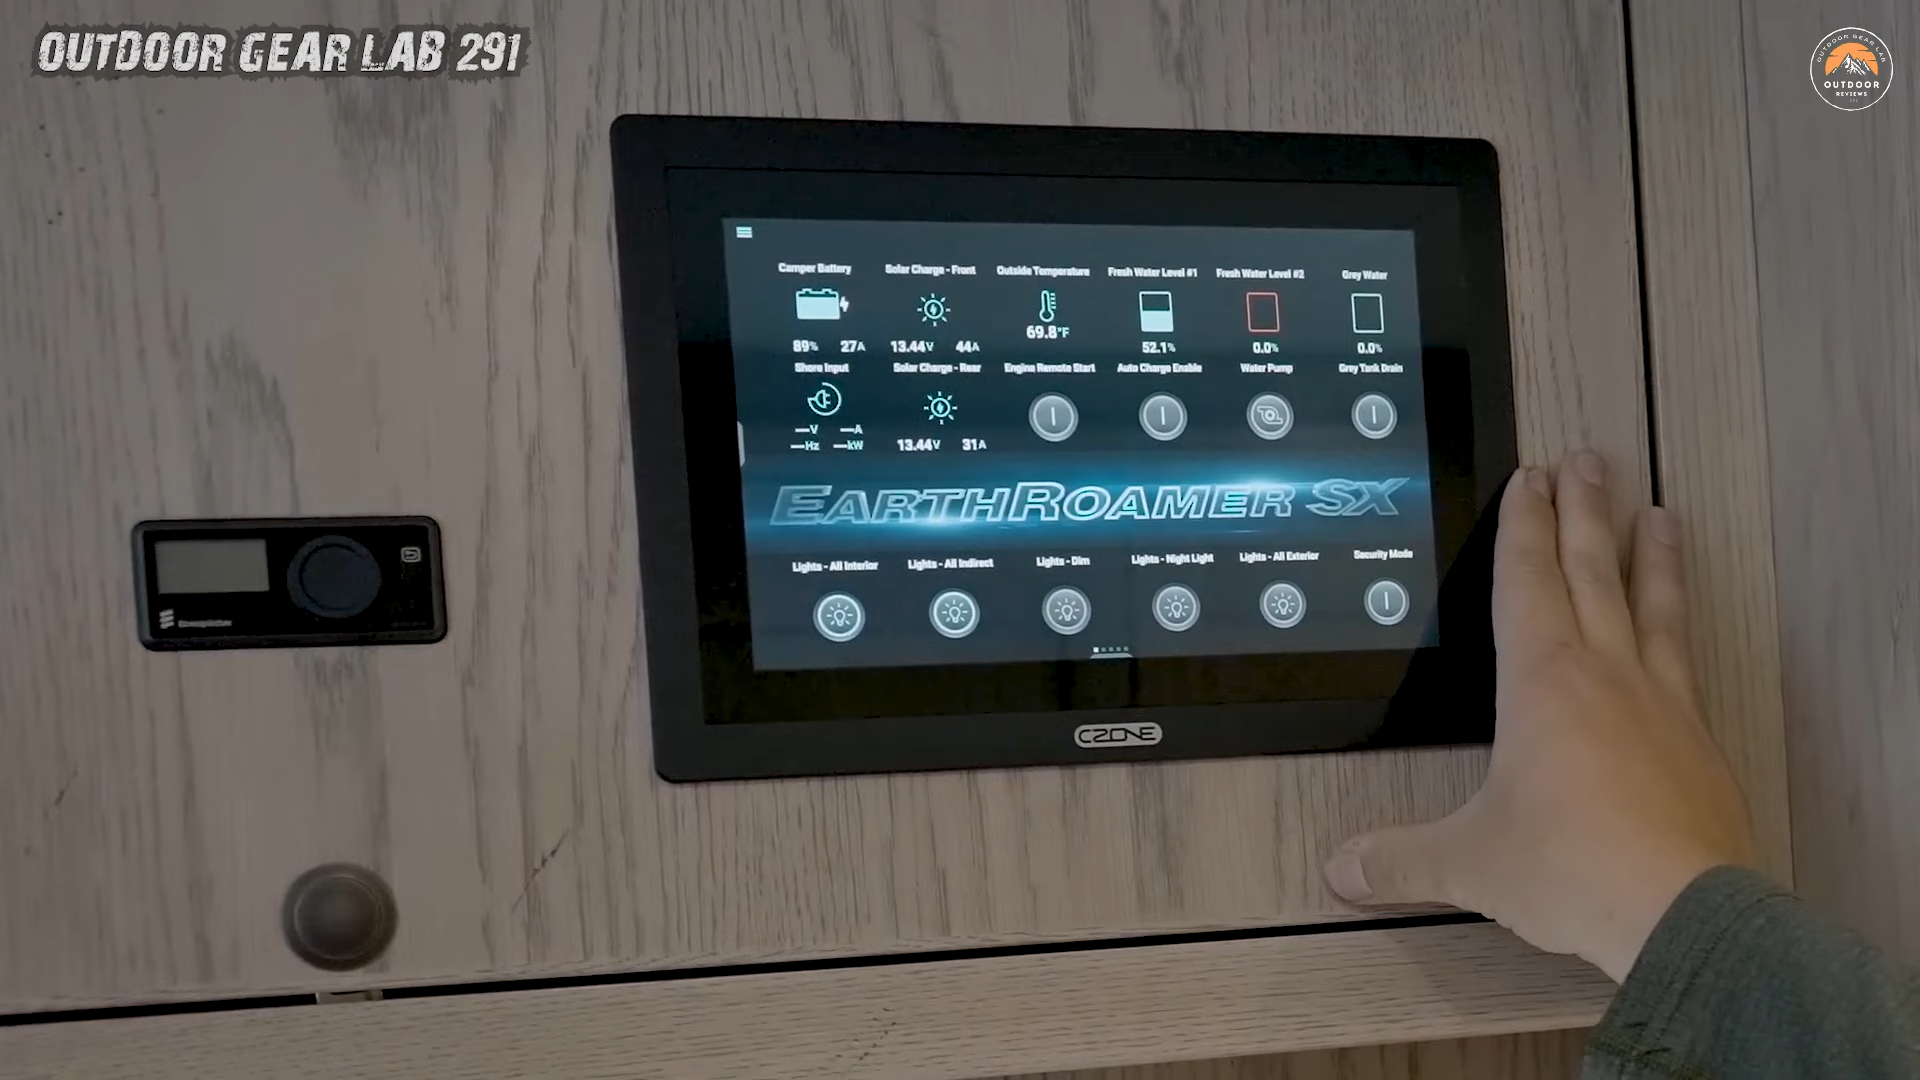 OUTDOOR GEAR LAB 291
OUTDOOR GEAR LAB
OUTDOOR
REVIEWS
Camper Battery
89% 27A
Solar Charge - Front
13.44V 44A
Outside Temperature
69.8°F
Fresh Water Level #1
52.1%
Fresh Water Level #2
0.0%
Grey Water
0.0%
Shore Input
—V —A
—Hz —kW
Solar Charge - Rear
13.44V 31A
Engine Remote Start
Auto Charge Enable
Water Pump
Grey Tank Drain
EARTHROAMER SX
Lights - All Interior
Lights - All Indirect
Lights - Dim
Lights - Night Light
Lights - All Exterior
Security Mode
CZONE